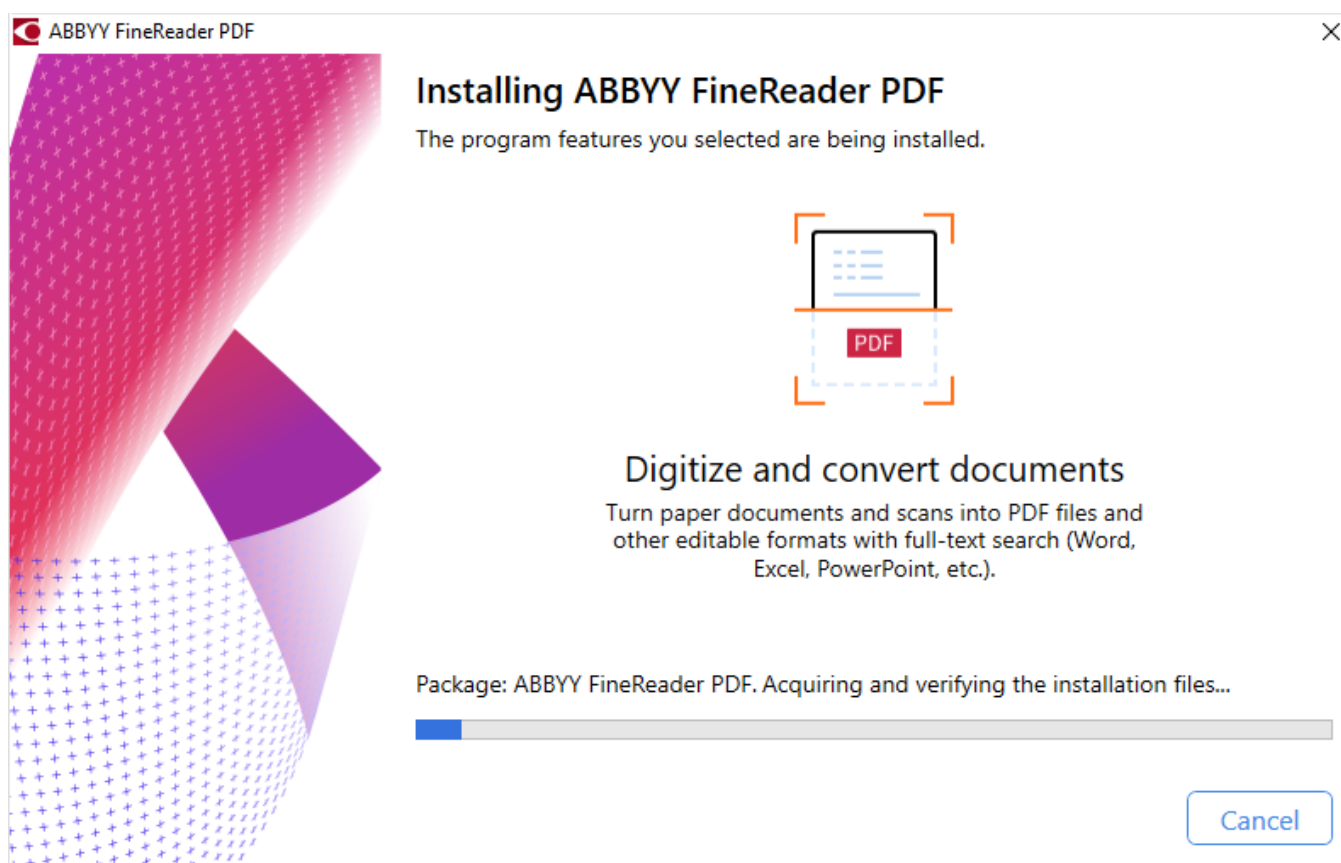 ABBYY FineReader PDF
Installing ABBYY FineReader PDF
The program features you selected are being installed.
PDF
Digitize and convert documents
Turn paper documents and scans into PDF files and
other editable formats with full-text search (Word,
Excel, PowerPoint, etc.).
Package: ABBYY FineReader PDF. Acquiring and verifying the installation files...
Cancel